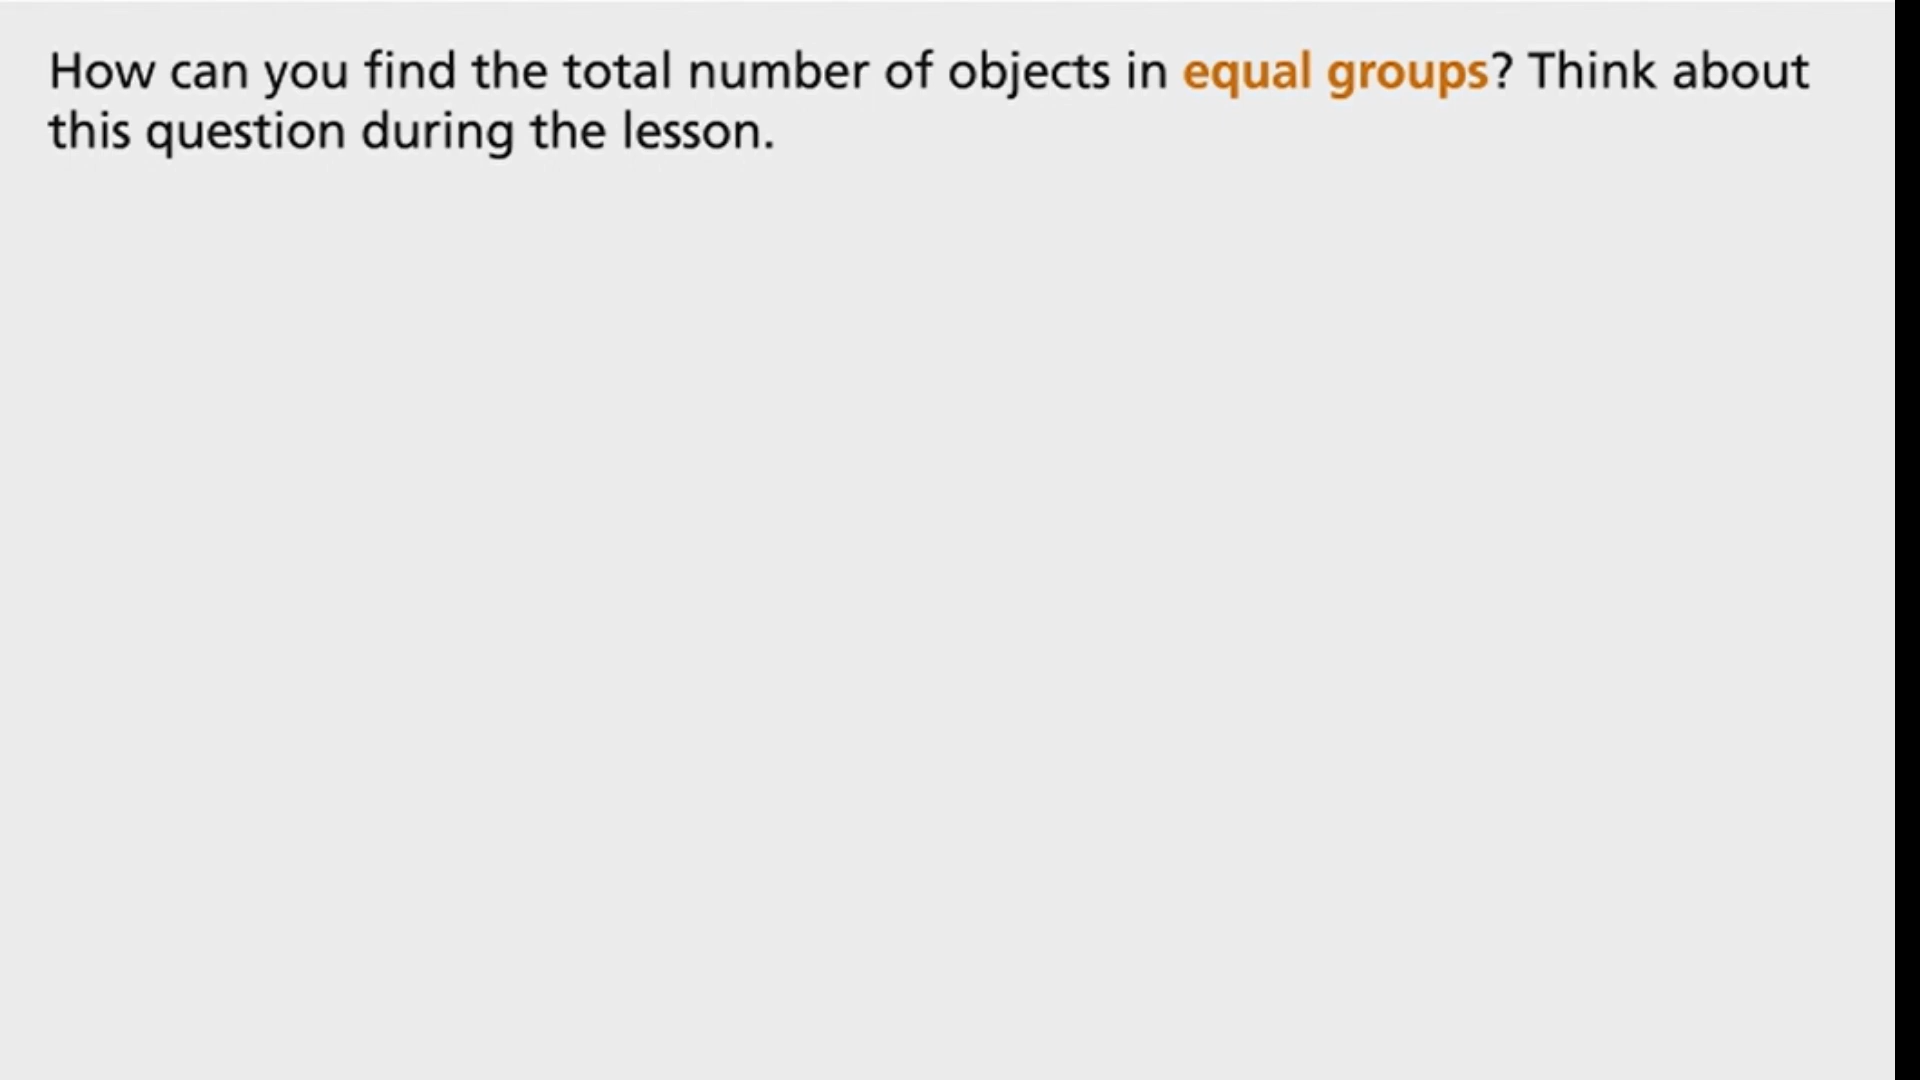 How can you find the total number of objects in equal groups? Think about
this question during the lesson.